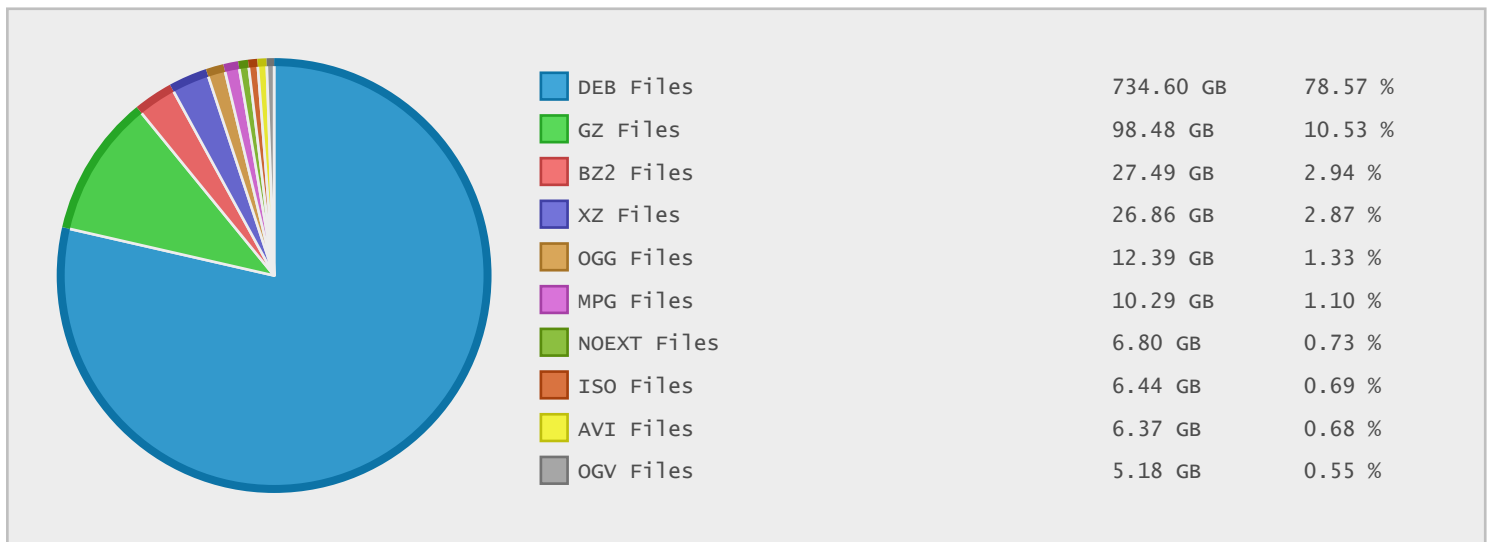 DEB Files 734.60 GB 78.57 %
GZ Files 98.48 GB 10.53 %
BZ2 Files 27.49 GB 2.94 %
XZ Files 26.86 GB 2.87 %
OGG Files 12.39 GB 1.33 %
MPG Files 10.29 GB 1.10 %
NOEXT Files 6.80 GB 0.73 %
ISO Files 6.44 GB 0.69 %
AVI Files 6.37 GB 0.68 %
OGV Files 5.18 GB 0.55 %